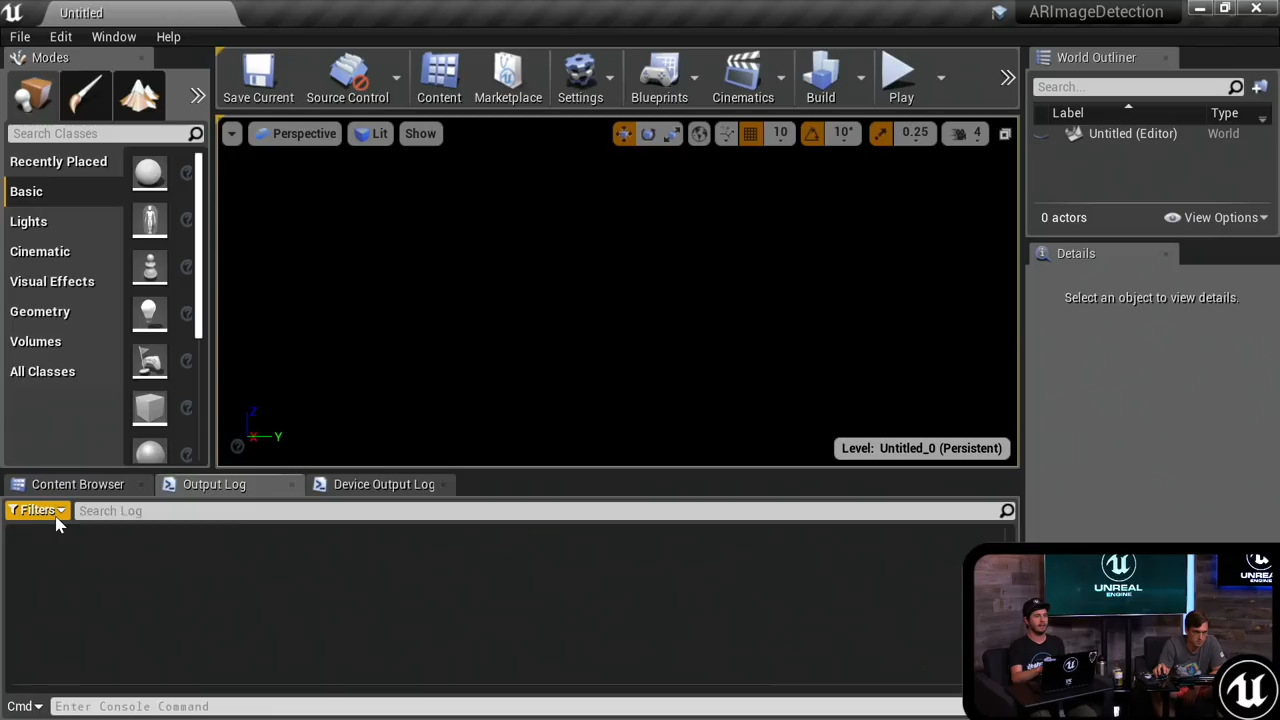 Untitled
ARImageDetection
File Edit Window Help
Modes
Save Current
Source Control
Content
Marketplace
Settings
Blueprints
Cinematics
Build
Play
World Outliner
Search...
Label Type
Untitled (Editor) World
0 actors
View Options
Search Classes
Recently Placed
Basic
Lights
Cinematic
Visual Effects
Geometry
Volumes
All Classes
Perspective Lit Show
10 10° 0.25 4
Z
X Y
Level: Untitled_0 (Persistent)
Details
Select an object to view details.
Content Browser
Output Log
Device Output Log
Filters
Search Log
Cmd Enter Console Command
UNREAL
ENGINE